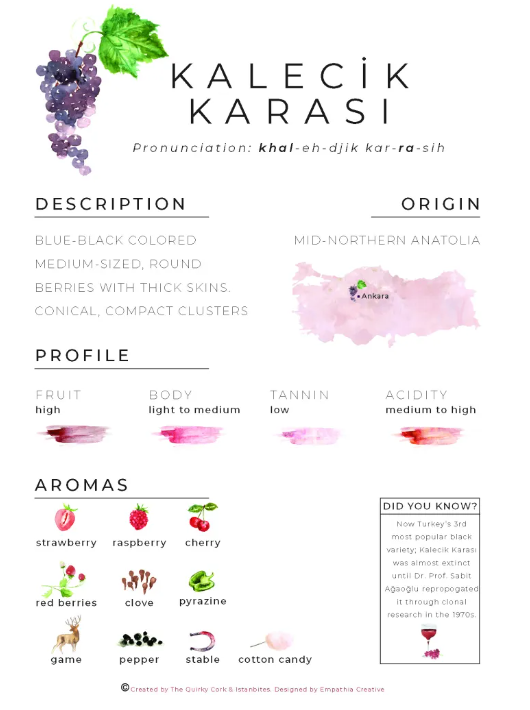 KALECİK
KARASI
Pronunciation: khal-eh-djik kar-ra-sih
DESCRIPTION
BLUE-BLACK COLORED
MEDIUM-SIZED, ROUND
BERRIES WITH THICK SKINS.
CONICAL, COMPACT CLUSTERS
ORIGIN
MID-NORTHERN ANATOLIA
Ankara
PROFILE
FRUIT
high
BODY
light to medium
TANNIN
low
ACIDITY
medium to high
AROMAS
strawberry raspberry cherry
red berries clove pyrazine
game pepper stable cotton candy
DID YOU KNOW?
Now Turkey's 3rd
most popular black
variety; Kalecik Karası
was almost extinct
until Dr. Prof. Sabit
Ağaoğlu repropogated
it through clonal
research in the 1970s.
© Created by The Quirky Cork & Istanbites. Designed by Empathia Creative